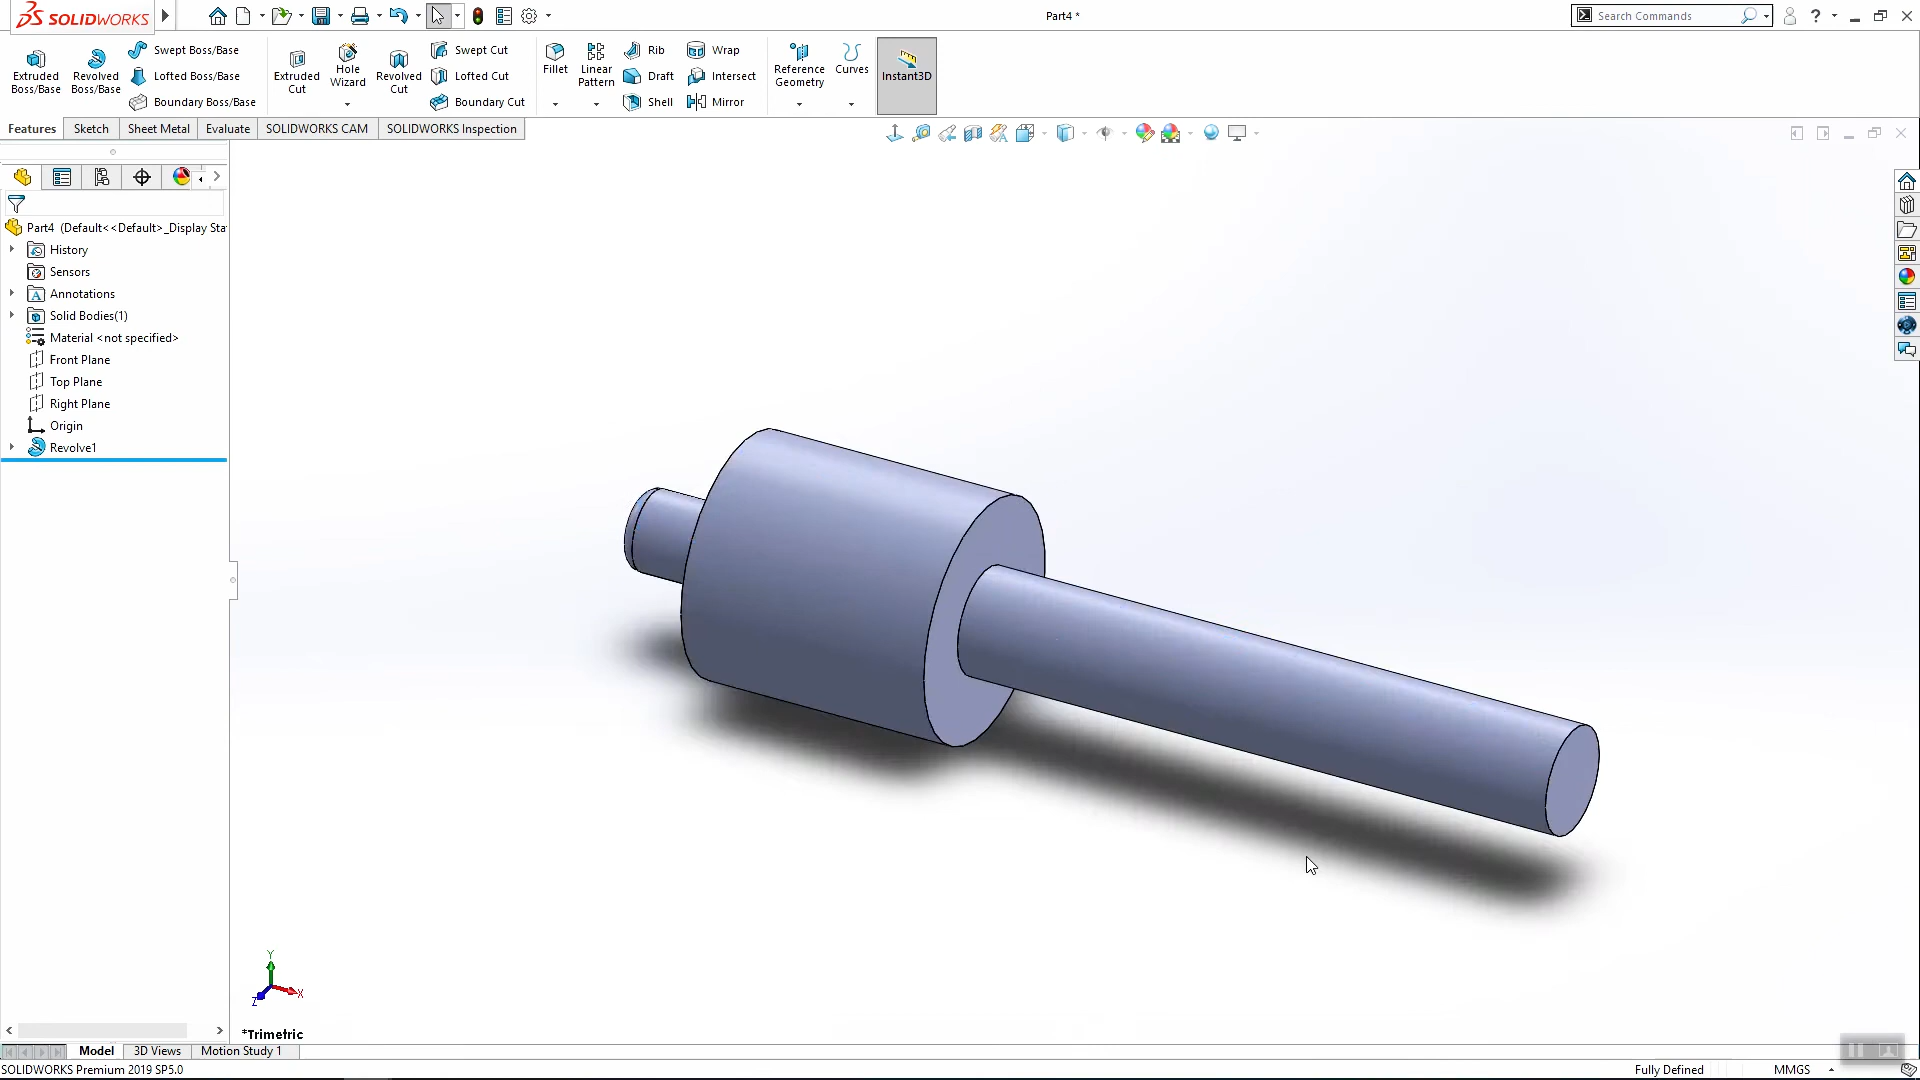 SOLIDWORKS
Part4 *
Search Commands
?
Extruded Boss/Base
Revolved Boss/Base
Swept Boss/Base
Lofted Boss/Base
Boundary Boss/Base
Extruded Cut
Hole Wizard
Revolved Cut
Swept Cut
Lofted Cut
Boundary Cut
Fillet
Linear Pattern
Rib
Draft
Shell
Wrap
Intersect
Mirror
Reference Geometry
Curves
Instant3D
Features
Sketch
Sheet Metal
Evaluate
SOLIDWORKS CAM
SOLIDWORKS Inspection
Part4 (Default<<Default>_Display Sta
History
Sensors
Annotations
Solid Bodies(1)
Material <not specified>
Front Plane
Top Plane
Right Plane
Origin
Revolve1
Y
X
Z
*Trimetric
Model
3D Views
Motion Study 1
SOLIDWORKS Premium 2019 SP5.0
Fully Defined
MMGS